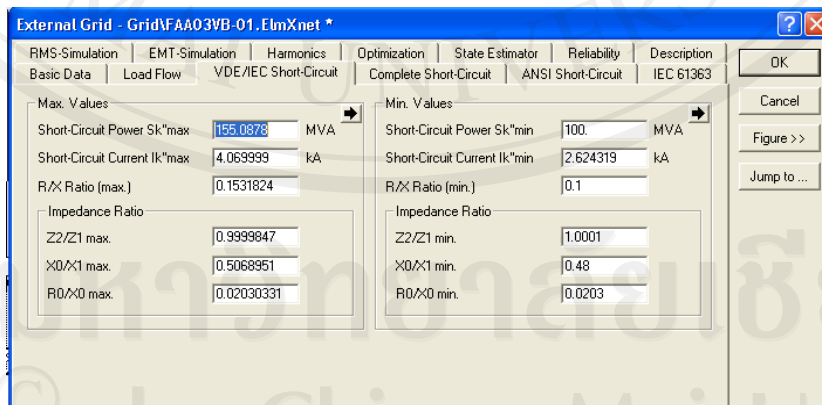 External Grid - Grid\FAA03VB-01.ElmXnet *
RMS-Simulation EMT-Simulation Harmonics Optimization State Estimator Reliability Description
Basic Data Load Flow VDE/IEC Short-Circuit Complete Short-Circuit ANSI Short-Circuit IEC 61363
OK
Cancel
Figure >>
Jump to ...
Max. Values
Short-Circuit Power Sk"max 155.0878 MVA
Short-Circuit Current Ik"max 4.069999 kA
R/X Ratio (max.) 0.1531824
Impedance Ratio
Z2/Z1 max. 0.9999847
X0/X1 max. 0.5068951
R0/X0 max. 0.02030331
Min. Values
Short-Circuit Power Sk"min 100. MVA
Short-Circuit Current Ik"min 2.624319 kA
R/X Ratio (min.) 0.1
Impedance Ratio
Z2/Z1 min. 1.0001
X0/X1 min. 0.48
R0/X0 min. 0.0203